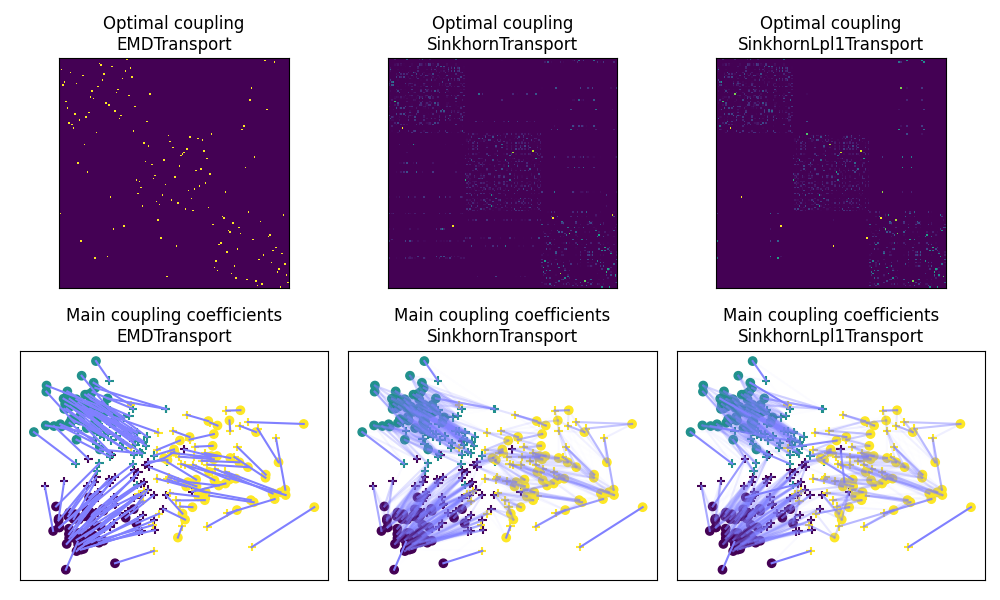 Optimal coupling
EMDTransport
Optimal coupling
SinkhornTransport
Optimal coupling
SinkhornLpl1Transport
Main coupling coefficients
EMDTransport
Main coupling coefficients
SinkhornTransport
Main coupling coefficients
SinkhornLpl1Transport